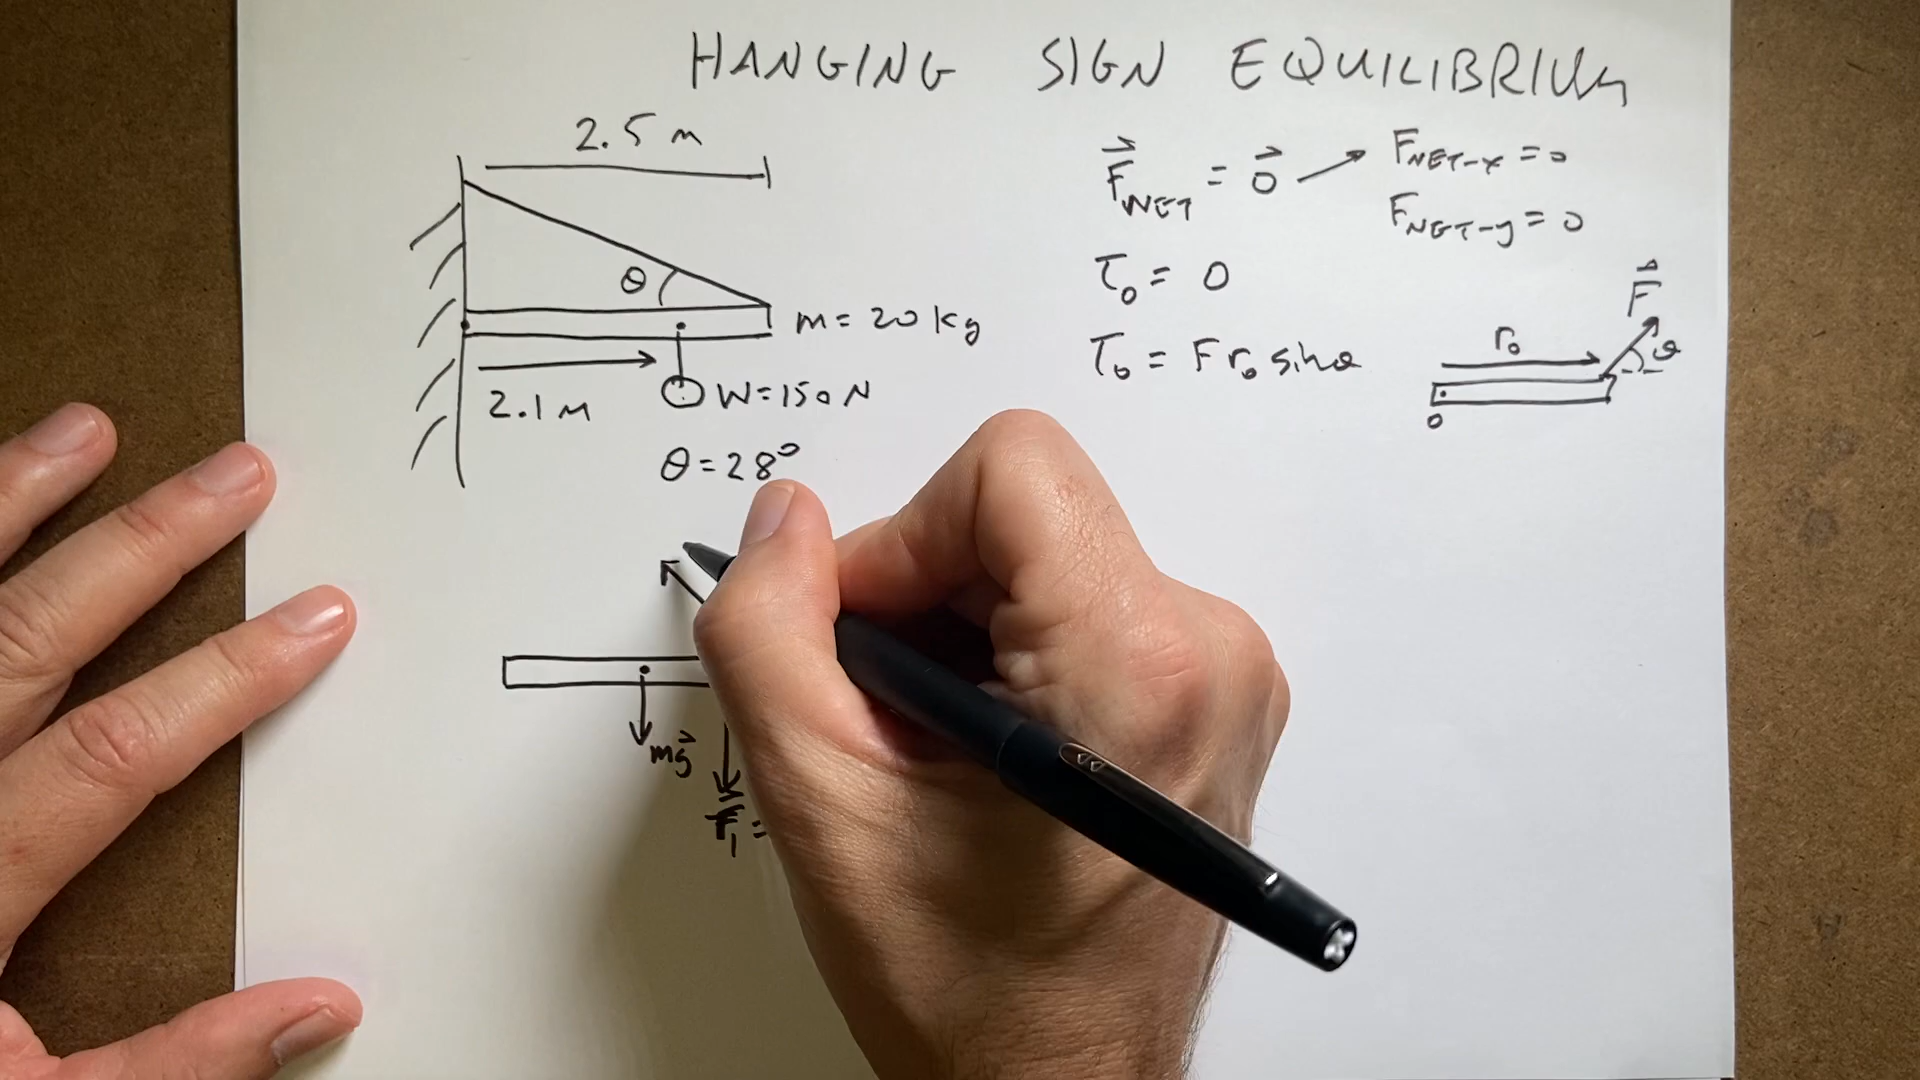 HANGING SIGN EQUILIBRIUM
2.5 m
θ
m = 20 kg
2.1 m
W = 150 N
θ = 28°
F⃗NET = 0⃗
FNET-x = 0
FNET-y = 0
τ₀ = 0
τ₀ = F r₀ sinθ
r₀
F⃗
θ
0
mg⃗
F⃗₁ =